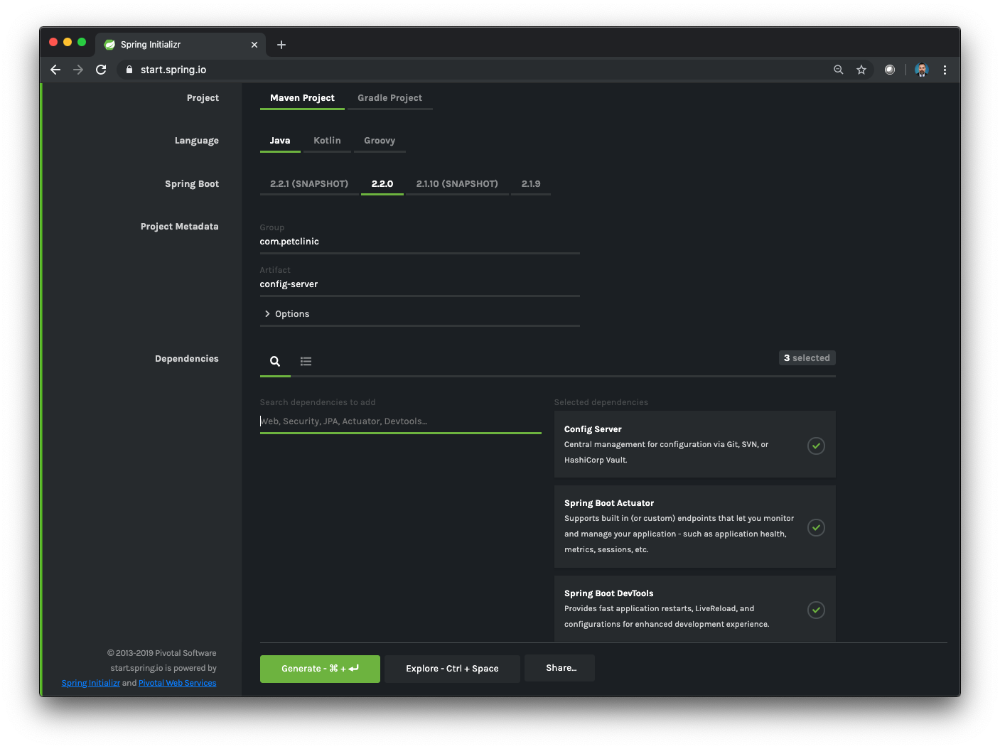 Spring Initializr
start.spring.io
Project
Maven Project
Gradle Project
Language
Java
Kotlin
Groovy
Spring Boot
2.2.1 (SNAPSHOT)
2.2.0
2.1.10 (SNAPSHOT)
2.1.9
Project Metadata
Group
com.petclinic
Artifact
config-server
Options
Dependencies
3 selected
Search dependencies to add
Web, Security, JPA, Actuator, Devtools...
Selected dependencies
Config Server
Central management for configuration via Git, SVN, or
HashiCorp Vault.
Spring Boot Actuator
Supports built in (or custom) endpoints that let you monitor
and manage your application - such as application health,
metrics, sessions, etc.
Spring Boot DevTools
Provides fast application restarts, LiveReload, and
configurations for enhanced development experience.
© 2013-2019 Pivotal Software
start.spring.io is powered by
Spring Initializr and Pivotal Web Services
Generate - ⌘ + ↵
Explore - Ctrl + Space
Share...